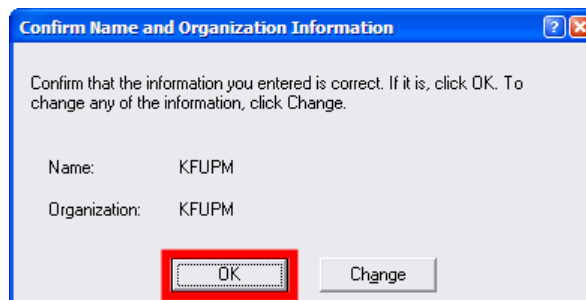 Confirm Name and Organization Information
Confirm that the information you entered is correct. If it is, click OK. To
change any of the information, click Change.
Name: KFUPM
Organization: KFUPM
OK Change